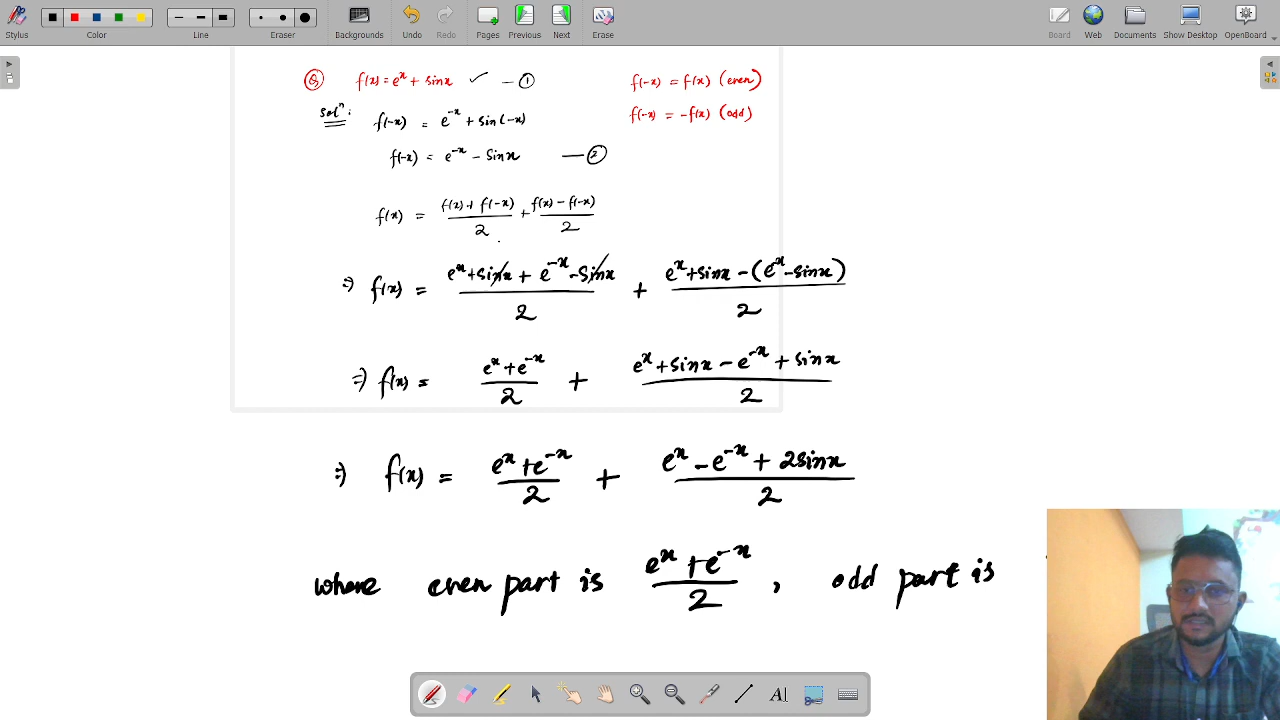 Stylus Color Line Eraser Backgrounds Undo Redo Pages Previous Next Erase Board Web Documents Show Desktop OpenBoard
Q f(x) = e^x + sinx ✓ — ①
f(-x) = f(x) (even)
f(-x) = -f(x) (odd)
Solⁿ: f(-x) = e^-x + sin(-x)
f(-x) = e^-x - sinx — ②
f(x) = (f(x) + f(-x))/2 + (f(x) - f(-x))/2
⇒ f(x) = (e^x + sinx + e^-x - sinx)/2 + (e^x + sinx - (e^-x - sinx))/2
⇒ f(x) = (e^x + e^-x)/2 + (e^x + sinx - e^-x + sinx)/2
⇒ f(x) = (e^x + e^-x)/2 + (e^x - e^-x + 2sinx)/2
where even part is (e^x + e^-x)/2 , odd part is
AI